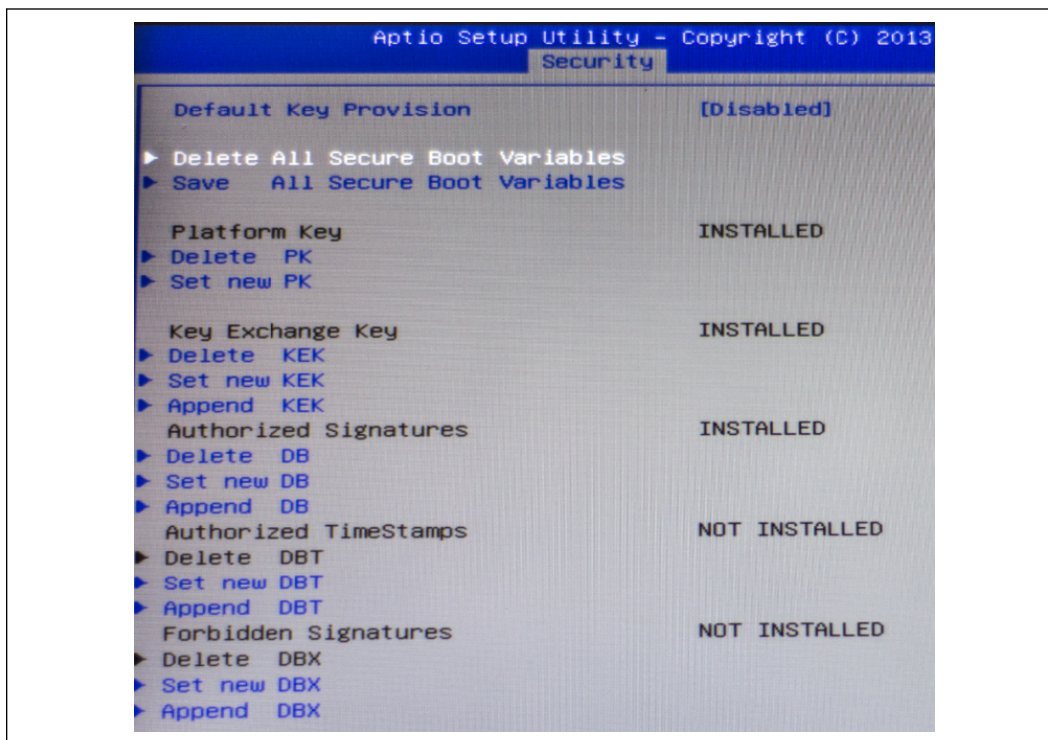 Aptio Setup Utility – Copyright (C) 2013
Security
Default Key Provision [Disabled]
▶ Delete All Secure Boot Variables
▶ Save All Secure Boot Variables
Platform Key INSTALLED
▶ Delete PK
▶ Set new PK
Key Exchange Key INSTALLED
▶ Delete KEK
▶ Set new KEK
▶ Append KEK
Authorized Signatures INSTALLED
▶ Delete DB
▶ Set new DB
▶ Append DB
Authorized TimeStamps NOT INSTALLED
▶ Delete DBT
▶ Set new DBT
▶ Append DBT
Forbidden Signatures NOT INSTALLED
▶ Delete DBX
▶ Set new DBX
▶ Append DBX